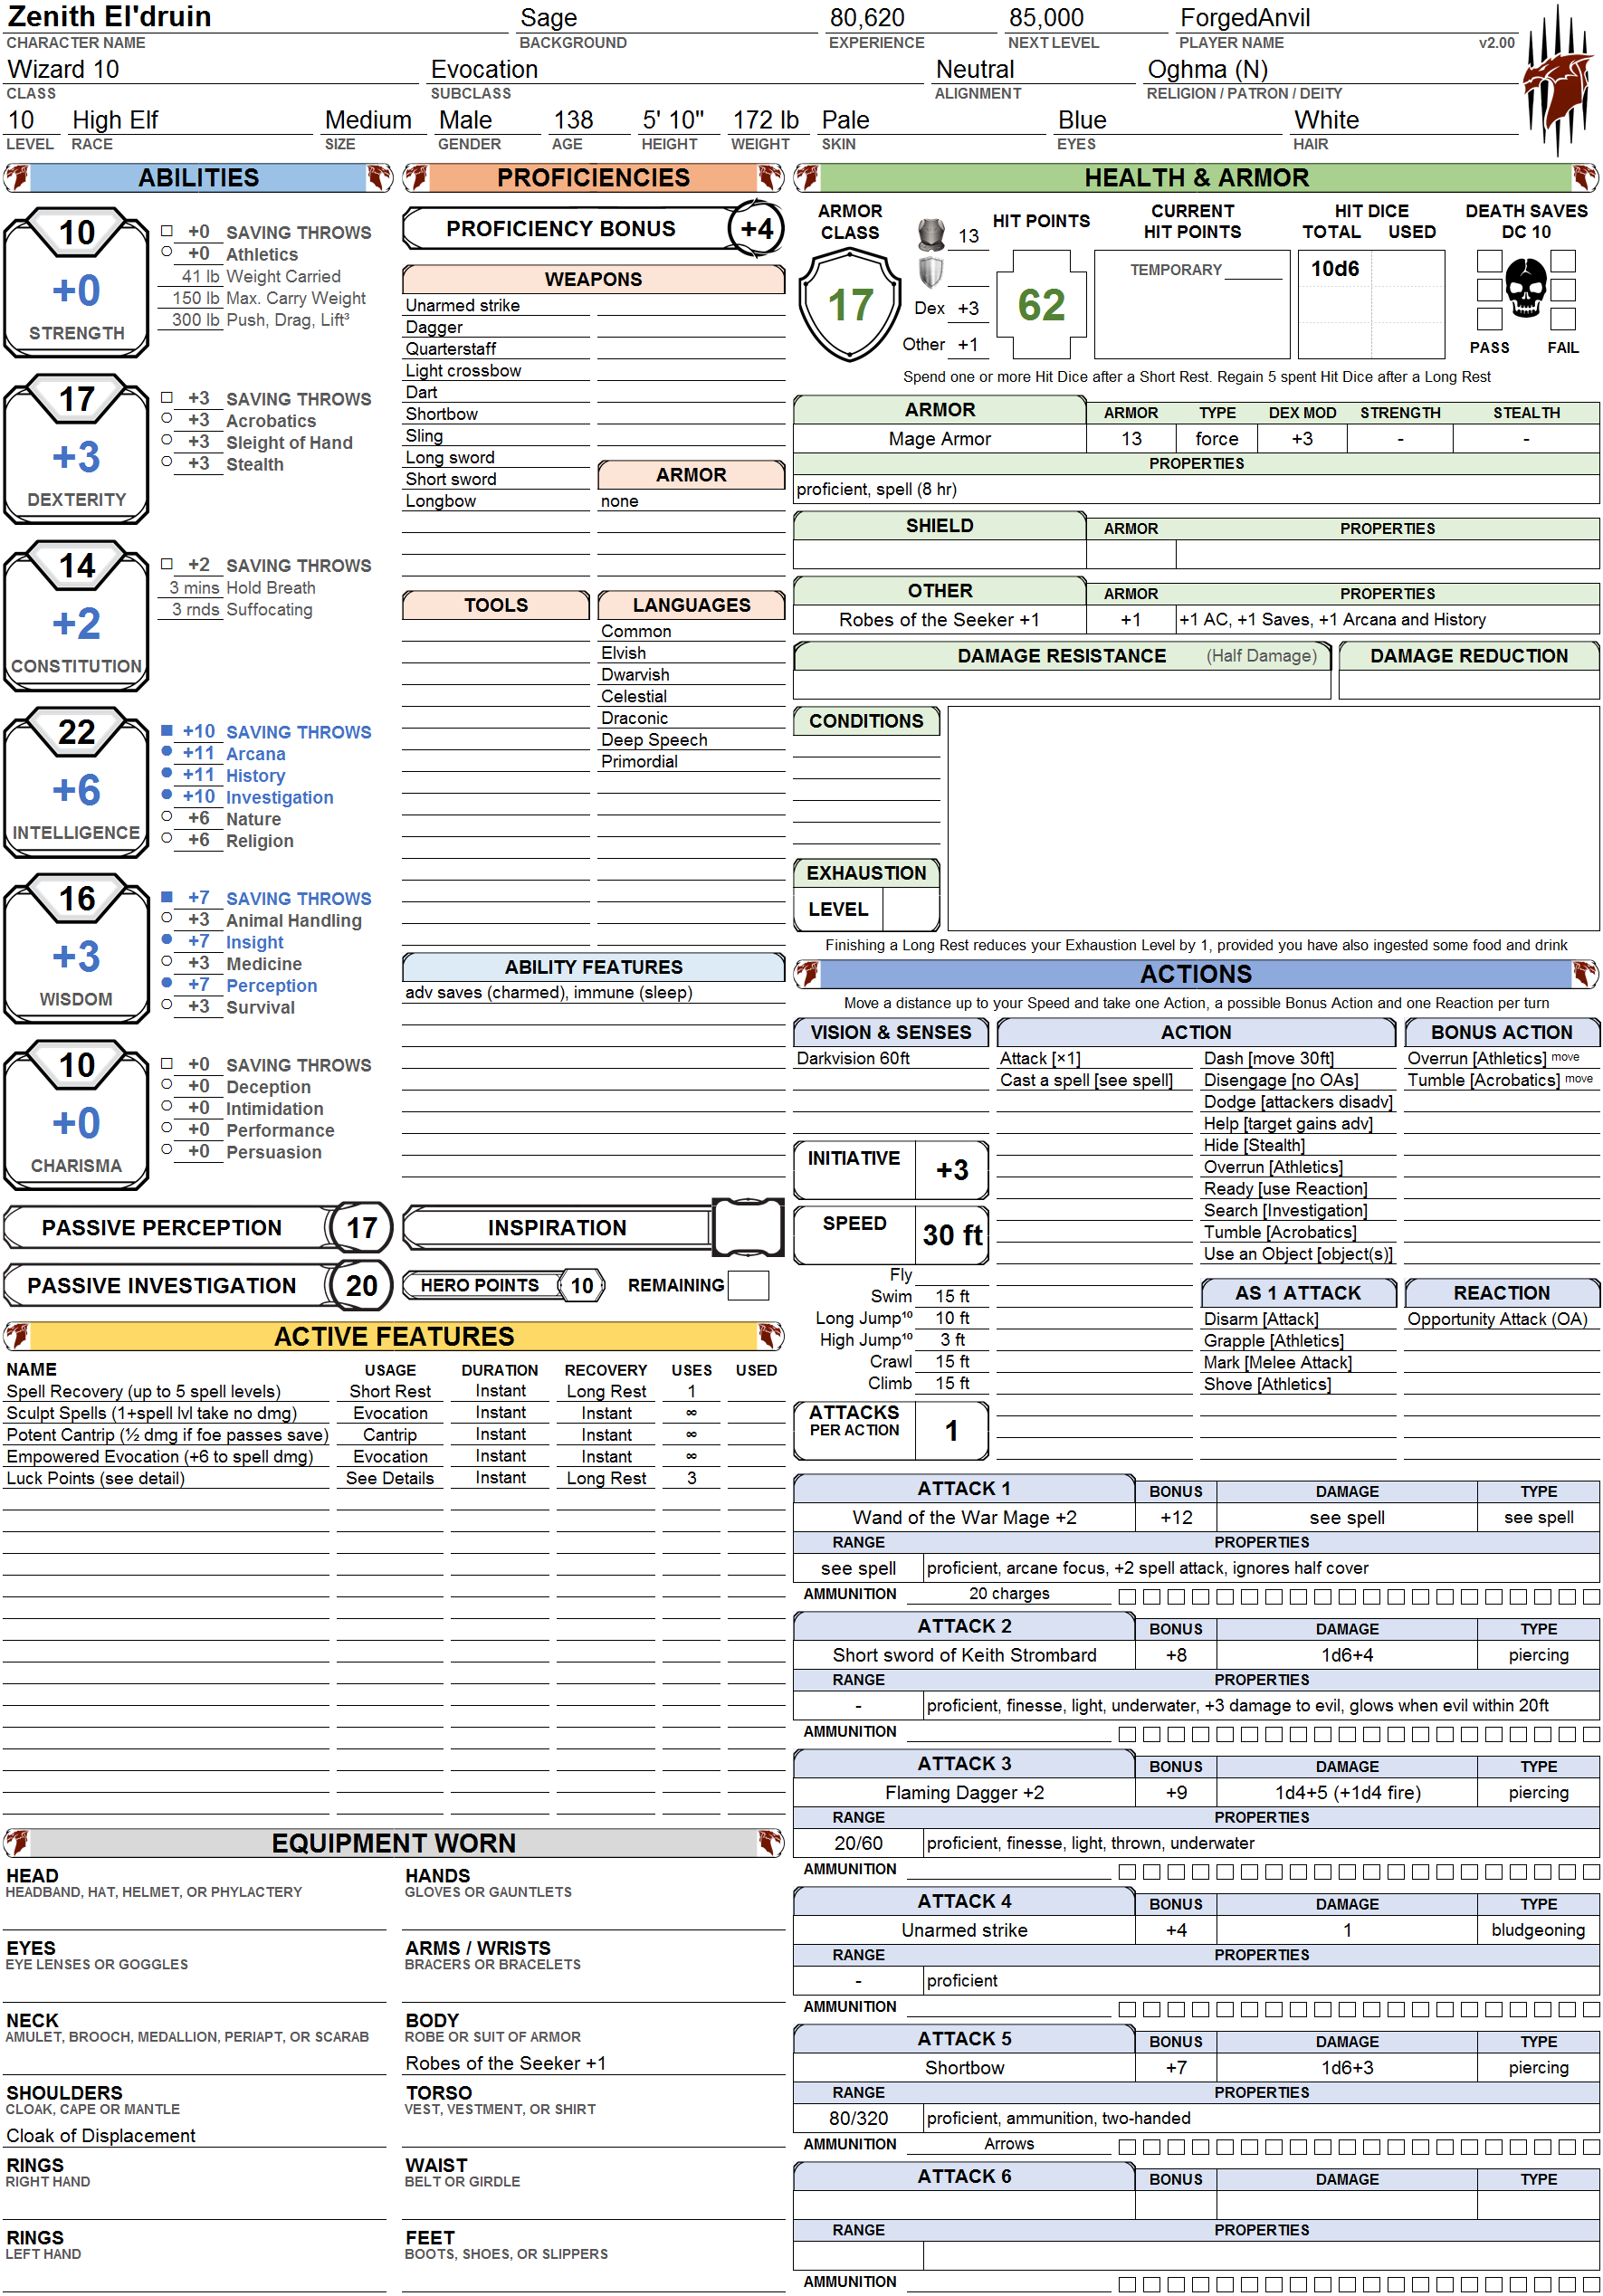 Zenith El'druin Sage 80,620 85,000 ForgedAnvil
CHARACTER NAME BACKGROUND EXPERIENCE NEXT LEVEL PLAYER NAME v2.00
Wizard 10 Evocation Neutral Oghma (N)
CLASS SUBCLASS ALIGNMENT RELIGION / PATRON / DEITY
10 High Elf Medium Male 138 5' 10" 172 lb Pale Blue White
LEVEL RACE SIZE GENDER AGE HEIGHT WEIGHT SKIN EYES HAIR
ABILITIES
10
+0
STRENGTH
+0 SAVING THROWS
+0 Athletics
41 lb Weight Carried
150 lb Max. Carry Weight
300 lb Push, Drag, Lift³
17
+3
DEXTERITY
+3 SAVING THROWS
+3 Acrobatics
+3 Sleight of Hand
+3 Stealth
14
+2
CONSTITUTION
+2 SAVING THROWS
3 mins Hold Breath
3 rnds Suffocating
22
+6
INTELLIGENCE
+10 SAVING THROWS
+11 Arcana
+11 History
+10 Investigation
+6 Nature
+6 Religion
16
+3
WISDOM
+7 SAVING THROWS
+3 Animal Handling
+7 Insight
+3 Medicine
+7 Perception
+3 Survival
10
+0
CHARISMA
+0 SAVING THROWS
+0 Deception
+0 Intimidation
+0 Performance
+0 Persuasion
PASSIVE PERCEPTION 17
PASSIVE INVESTIGATION 20
PROFICIENCIES
PROFICIENCY BONUS +4
WEAPONS
Unarmed strike
Dagger
Quarterstaff
Light crossbow
Dart
Shortbow
Sling
Long sword
Short sword
Longbow
ARMOR
none
TOOLS
LANGUAGES
Common
Elvish
Dwarvish
Celestial
Draconic
Deep Speech
Primordial
ABILITY FEATURES
adv saves (charmed), immune (sleep)
INSPIRATION
HERO POINTS 10 REMAINING
ACTIVE FEATURES
NAME USAGE DURATION RECOVERY USES USED
Spell Recovery (up to 5 spell levels) Short Rest Instant Long Rest 1
Sculpt Spells (1+spell lvl take no dmg) Evocation Instant Instant ∞
Potent Cantrip (½ dmg if foe passes save) Cantrip Instant Instant ∞
Empowered Evocation (+6 to spell dmg) Evocation Instant Instant ∞
Luck Points (see detail) See Details Instant Long Rest 3
EQUIPMENT WORN
HEAD
HEADBAND, HAT, HELMET, OR PHYLACTERY
EYES
EYE LENSES OR GOGGLES
NECK
AMULET, BROOCH, MEDALLION, PERIAPT, OR SCARAB
SHOULDERS
CLOAK, CAPE OR MANTLE
Cloak of Displacement
RINGS
RIGHT HAND
RINGS
LEFT HAND
HANDS
GLOVES OR GAUNTLETS
ARMS / WRISTS
BRACERS OR BRACELETS
BODY
ROBE OR SUIT OF ARMOR
Robes of the Seeker +1
TORSO
VEST, VESTMENT, OR SHIRT
WAIST
BELT OR GIRDLE
FEET
BOOTS, SHOES, OR SLIPPERS
HEALTH & ARMOR
ARMOR
CLASS
17
13
Dex +3
Other +1
HIT POINTS
62
CURRENT
HIT POINTS
TEMPORARY
HIT DICE
TOTAL USED
10d6
DEATH SAVES
DC 10
PASS FAIL
Spend one or more Hit Dice after a Short Rest. Regain 5 spent Hit Dice after a Long Rest
ARMOR ARMOR TYPE DEX MOD STRENGTH STEALTH
Mage Armor 13 force +3 - -
PROPERTIES
proficient, spell (8 hr)
SHIELD ARMOR PROPERTIES
OTHER ARMOR PROPERTIES
Robes of the Seeker +1 +1 +1 AC, +1 Saves, +1 Arcana and History
DAMAGE RESISTANCE (Half Damage) DAMAGE REDUCTION
CONDITIONS
EXHAUSTION
LEVEL
Finishing a Long Rest reduces your Exhaustion Level by 1, provided you have also ingested some food and drink
ACTIONS
Move a distance up to your Speed and take one Action, a possible Bonus Action and one Reaction per turn
VISION & SENSES
Darkvision 60ft
INITIATIVE +3
SPEED 30 ft
Fly
Swim 15 ft
Long Jump¹⁰ 10 ft
High Jump¹⁰ 3 ft
Crawl 15 ft
Climb 15 ft
ATTACKS
PER ACTION 1
ACTION
Attack [×1]
Cast a spell [see spell]
Dash [move 30ft]
Disengage [no OAs]
Dodge [attackers disadv]
Help [target gains adv]
Hide [Stealth]
Overrun [Athletics]
Ready [use Reaction]
Search [Investigation]
Tumble [Acrobatics]
Use an Object [object(s)]
AS 1 ATTACK
Disarm [Attack]
Grapple [Athletics]
Mark [Melee Attack]
Shove [Athletics]
BONUS ACTION
Overrun [Athletics] move
Tumble [Acrobatics] move
REACTION
Opportunity Attack (OA)
ATTACK 1 BONUS DAMAGE TYPE
Wand of the War Mage +2 +12 see spell see spell
RANGE PROPERTIES
see spell proficient, arcane focus, +2 spell attack, ignores half cover
AMMUNITION 20 charges
ATTACK 2 BONUS DAMAGE TYPE
Short sword of Keith Strombard +8 1d6+4 piercing
RANGE PROPERTIES
- proficient, finesse, light, underwater, +3 damage to evil, glows when evil within 20ft
AMMUNITION
ATTACK 3 BONUS DAMAGE TYPE
Flaming Dagger +2 +9 1d4+5 (+1d4 fire) piercing
RANGE PROPERTIES
20/60 proficient, finesse, light, thrown, underwater
AMMUNITION
ATTACK 4 BONUS DAMAGE TYPE
Unarmed strike +4 1 bludgeoning
RANGE PROPERTIES
- proficient
AMMUNITION
ATTACK 5 BONUS DAMAGE TYPE
Shortbow +7 1d6+3 piercing
RANGE PROPERTIES
80/320 proficient, ammunition, two-handed
AMMUNITION Arrows
ATTACK 6 BONUS DAMAGE TYPE
RANGE PROPERTIES
AMMUNITION